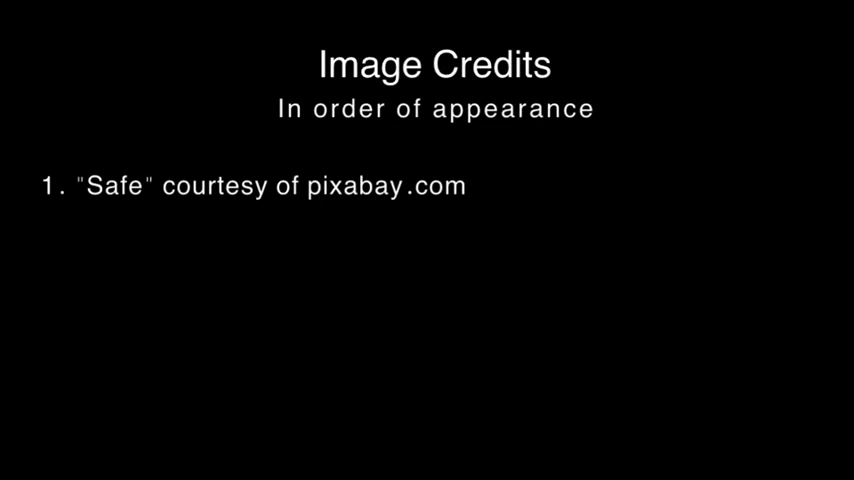 Image Credits
In order of appearance
1. "Safe" courtesy of pixabay.com